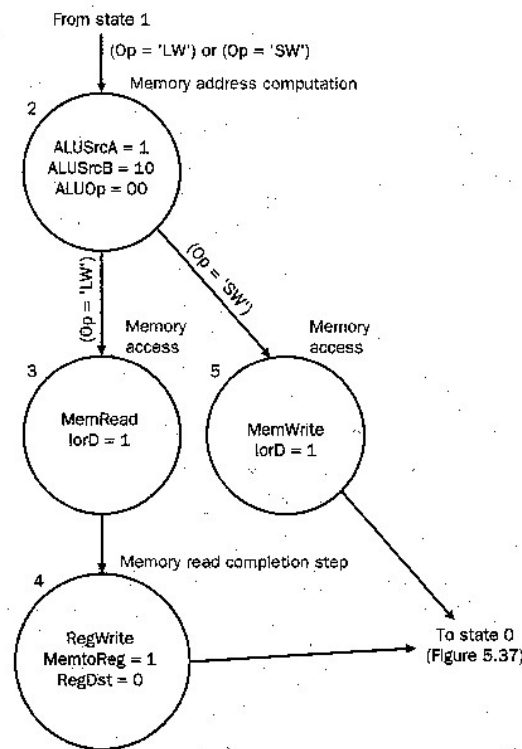 From state 1
(Op = 'LW') or (Op = 'SW')
Memory address computation
2
ALUSrcA = 1
ALUSrcB = 10
ALUOp = 00
(Op = 'LW')
(Op = 'SW')
Memory
access
3
MemRead
IorD = 1
Memory
access
5
MemWrite
IorD = 1
Memory read completion step
4
RegWrite
MemtoReg = 1
RegDst = 0
To state 0
(Figure 5.37)